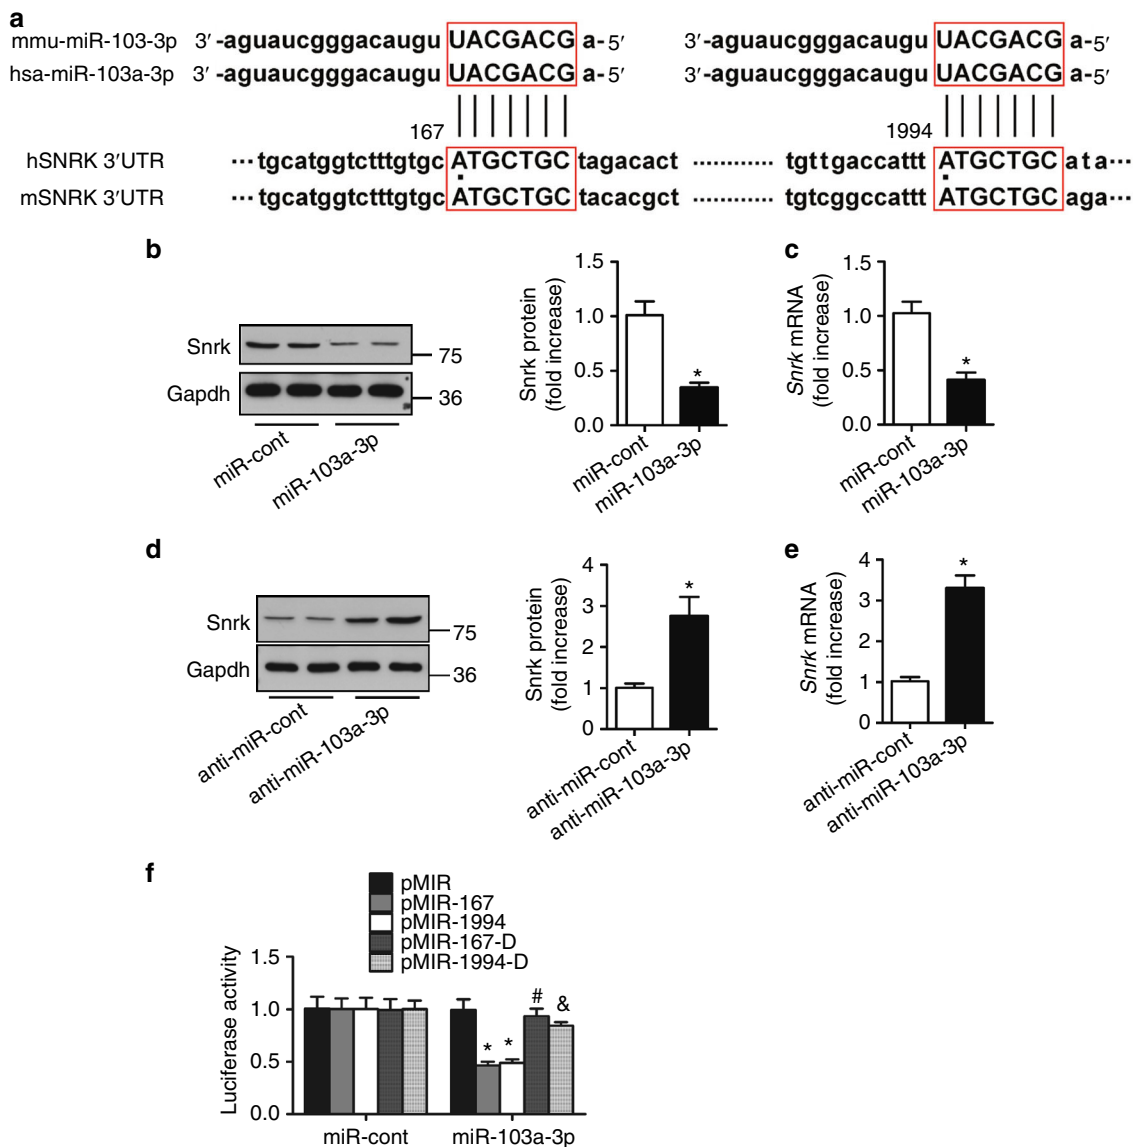 a
mmu-miR-103-3p 3′ -aguaucgggacaugu UACGACG a-5′ 3′-aguaucgggacaugu UACGACG a-5′
hsa-miR-103a-3p 3′ -aguaucgggacaugu UACGACG a-5′ 3′-aguaucgggacaugu UACGACG a-5′
167 1994
hSNRK 3′UTR ···tgcatggtctttgtgc ATGCTGC tagacact ············ tgttgaccattt ATGCTGC ata···
mSNRK 3′UTR ···tgcatggtctttgtgc ATGCTGC tacacgct ············ tgtcggccattt ATGCTGC aga···
b
Snrk
75
Gapdh
36
miR-cont
miR-103a-3p
Snrk protein
(fold increase)
1.5
1.0
0.5
0.0
*
miR-cont
miR-103a-3p
c
Snrk mRNA
(fold increase)
1.5
1.0
0.5
0.0
*
miR-cont
miR-103a-3p
d
Snrk
75
Gapdh
36
anti-miR-cont
anti-miR-103a-3p
Snrk protein
(fold increase)
4
3
2
1
0
*
anti-miR-cont
anti-miR-103a-3p
e
Snrk mRNA
(fold increase)
4
3
2
1
0
*
anti-miR-cont
anti-miR-103a-3p
f
pMIR
pMIR-167
pMIR-1994
pMIR-167-D
pMIR-1994-D
Luciferase activity
1.5
1.0
0.5
0.0
* * # &
miR-cont miR-103a-3p